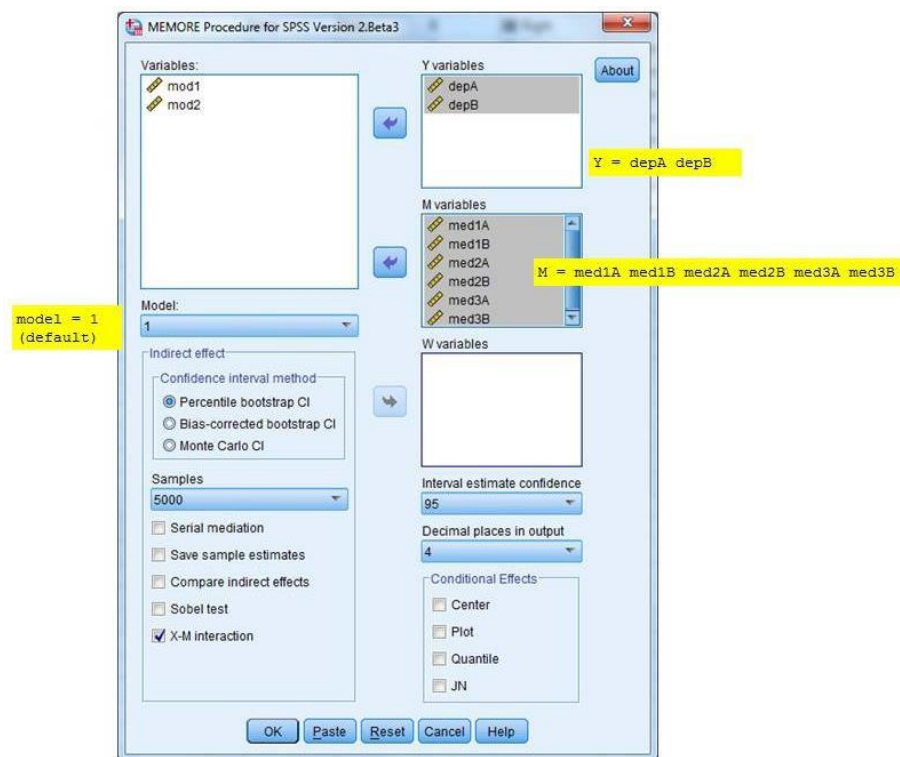 MEMORE Procedure for SPSS Version 2.Beta3
Variables:
mod1
mod2
Y variables
depA
depB
About
Y = depA depB
M variables
med1A
med1B
med2A
med2B
med3A
med3B
M = med1A med1B med2A med2B med3A med3B
model = 1
(default)
Model:
1
W variables
Indirect effect
Confidence interval method
Percentile bootstrap CI
Bias-corrected bootstrap CI
Monte Carlo CI
Samples
5000
Serial mediation
Save sample estimates
Compare indirect effects
Sobel test
X-M interaction
Interval estimate confidence
95
Decimal places in output
4
Conditional Effects
Center
Plot
Quantile
JN
OK Paste Reset Cancel Help